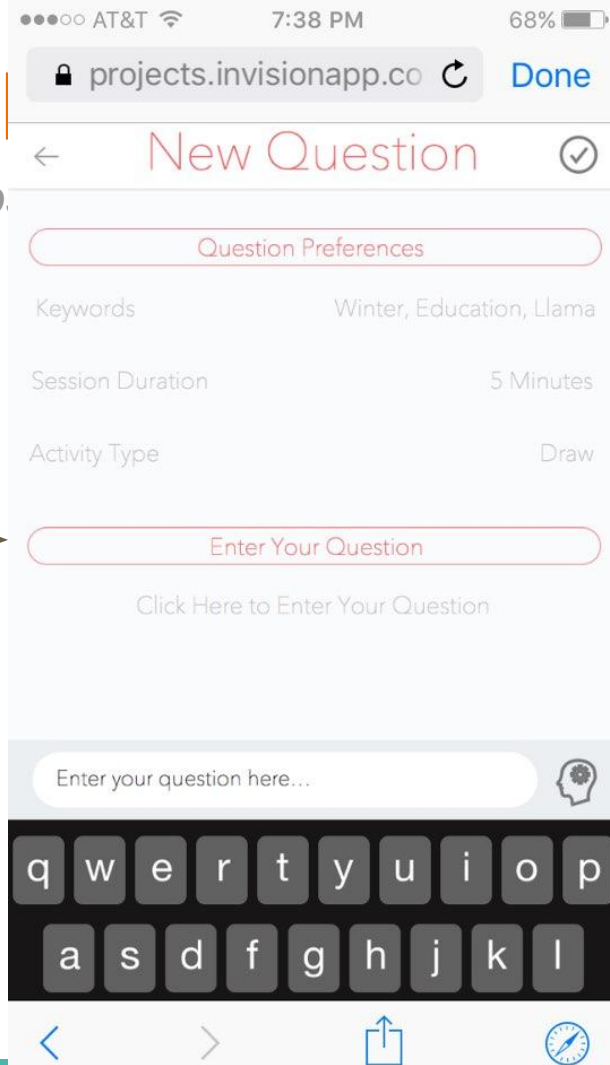 AT&T 7:38 PM 68%
projects.invisionapp.co Done
New Question
Question Preferences
Keywords Winter, Education, Llama
Session Duration 5 Minutes
Activity Type Draw
Enter Your Question
Click Here to Enter Your Question
Enter your question here...
q w e r t y u i o p
a s d f g h j k l